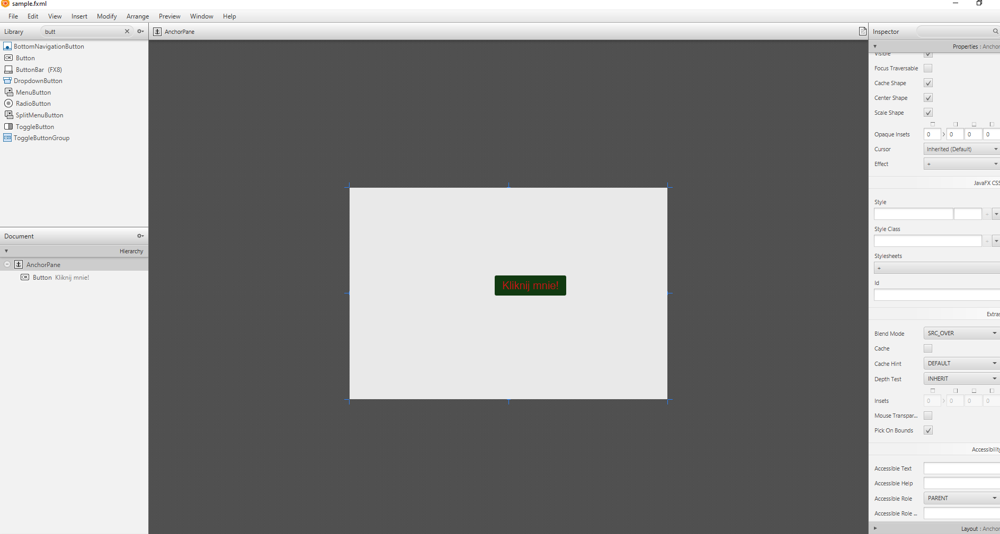 sample.fxml
File Edit View Insert Modify Arrange Preview Window Help
Library butt
BottomNavigationButton
OK Button
ButtonBar (FX8)
DropdownButton
MenuButton
RadioButton
SplitMenuButton
ToggleButton
ToggleButtonGroup
Document
Hierarchy
AnchorPane
OK Button Kliknij mnie!
AnchorPane
Kliknij mnie!
Inspector
Properties : Anchor
Visible
Focus Traversable
Cache Shape
Center Shape
Scale Shape
Opaque Insets 0 > 0 0 0
Cursor Inherited (Default)
Effect +
JavaFX CSS
Style
+
Style Class
+
Stylesheets
+
Id
Extras
Blend Mode SRC_OVER
Cache
Cache Hint DEFAULT
Depth Test INHERIT
Insets 0 > 0 0 0
Mouse Transpar...
Pick On Bounds
Accessibility
Accessible Text
Accessible Help
Accessible Role PARENT
Accessible Role ...
Layout : Anchor